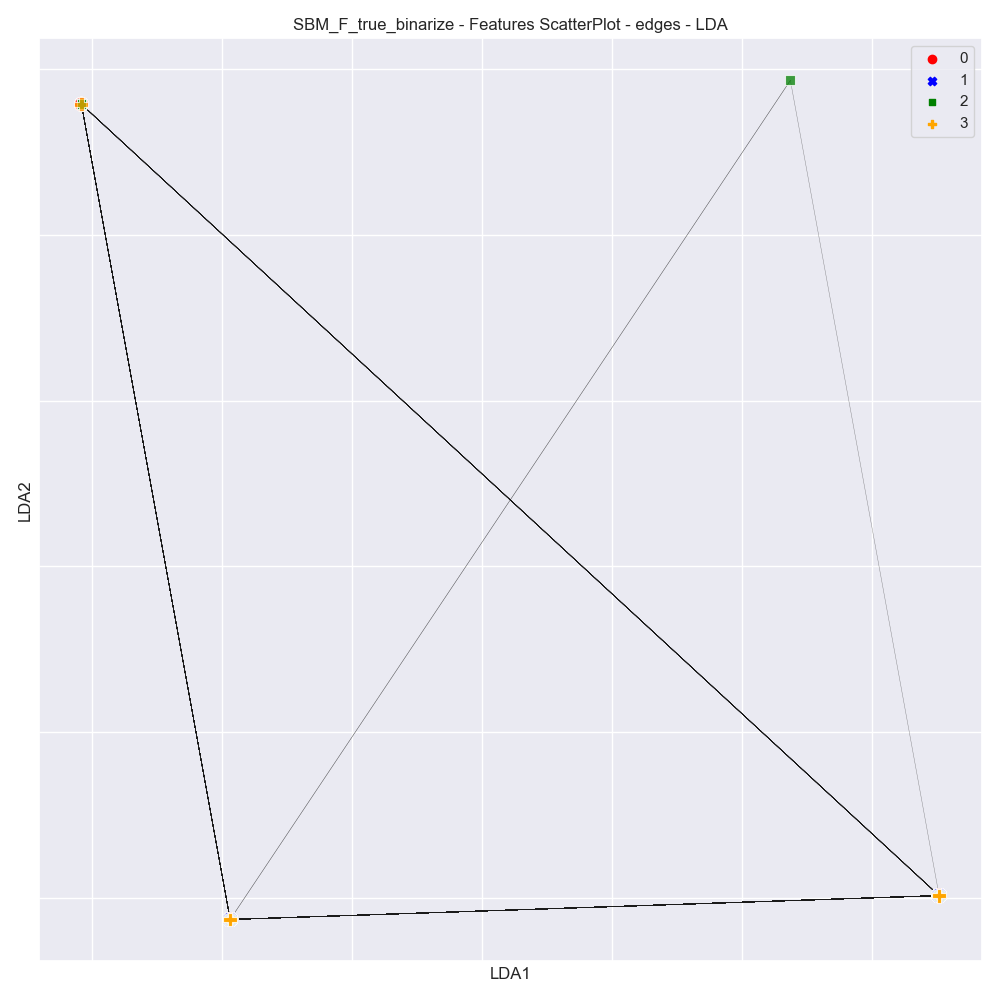 SBM_F_true_binarize - Features ScatterPlot - edges - LDA
0
1
2
3
LDA2
LDA1